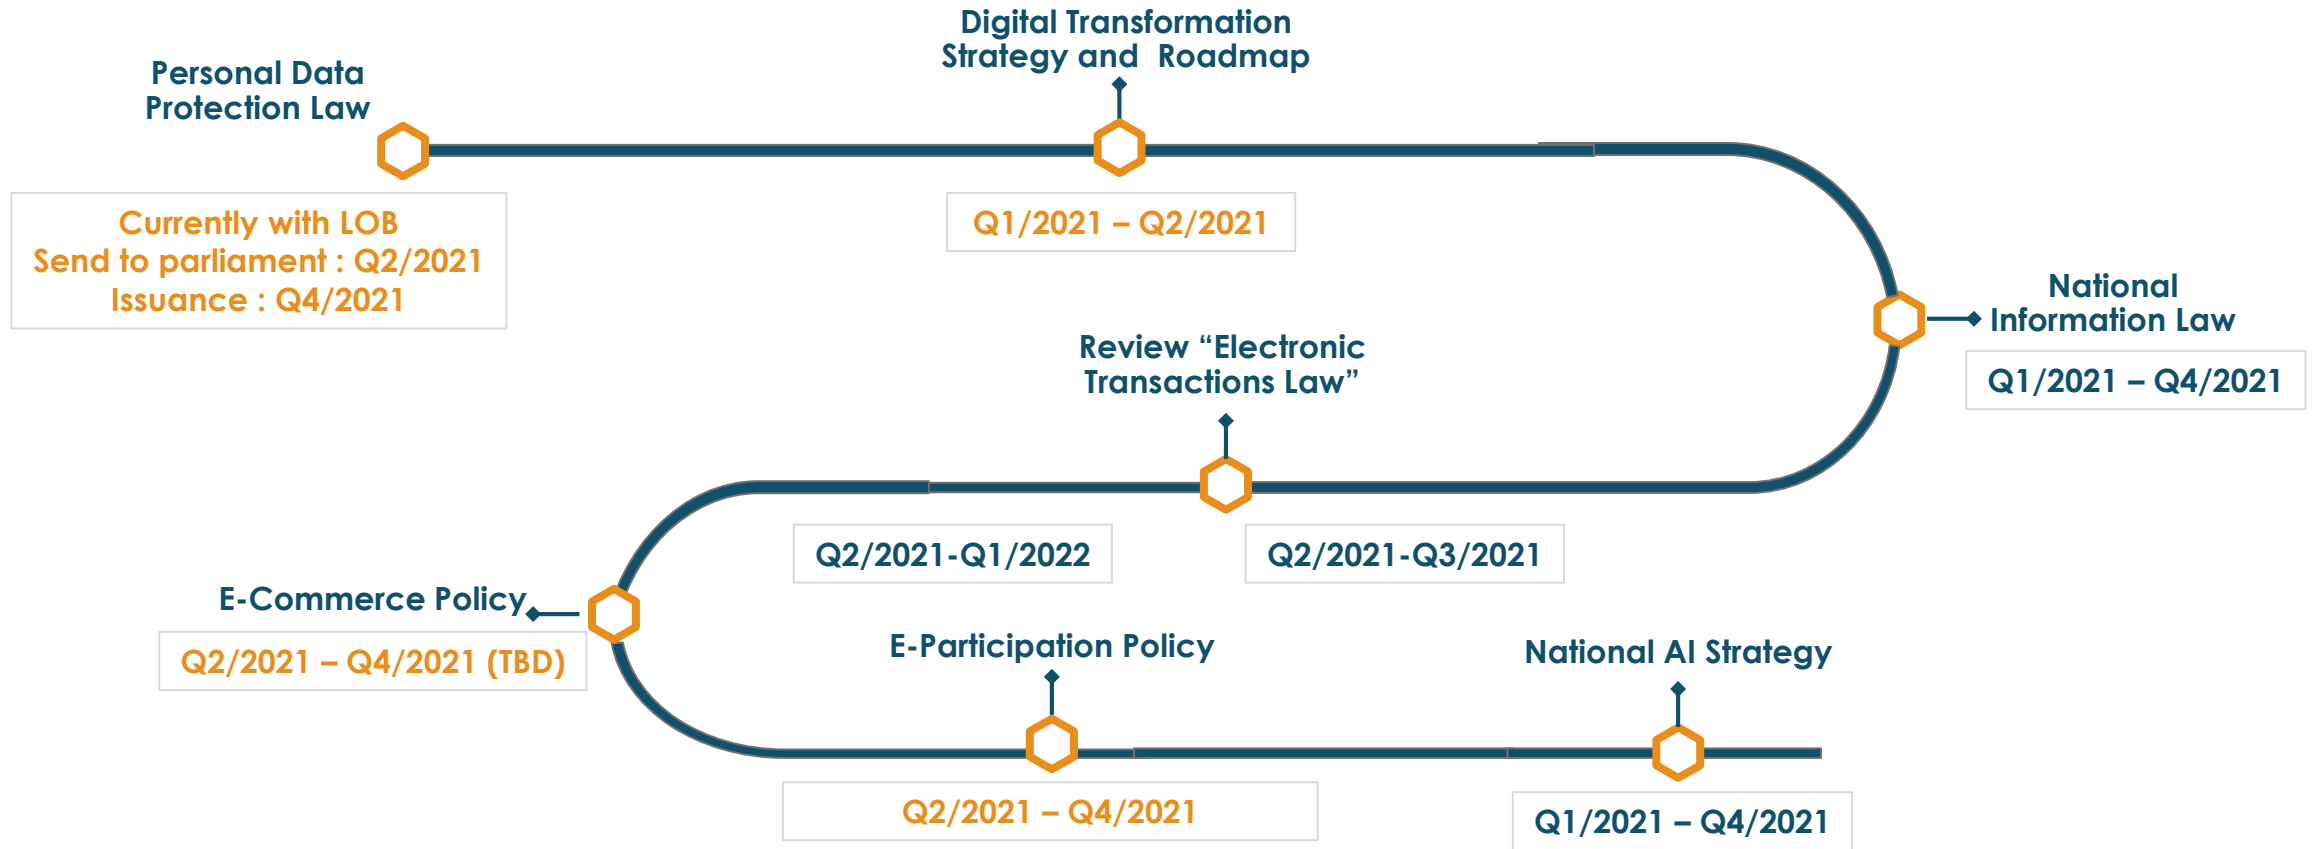 Personal Data
Protection Law
Currently with LOB
Send to parliament : Q2/2021
Issuance : Q4/2021
Digital Transformation
Strategy and Roadmap
Q1/2021 – Q2/2021
National
Information Law
Q1/2021 – Q4/2021
Review “Electronic
Transactions Law”
Q2/2021-Q1/2022
Q2/2021-Q3/2021
E-Commerce Policy
Q2/2021 – Q4/2021 (TBD)
E-Participation Policy
Q2/2021 – Q4/2021
National AI Strategy
Q1/2021 – Q4/2021